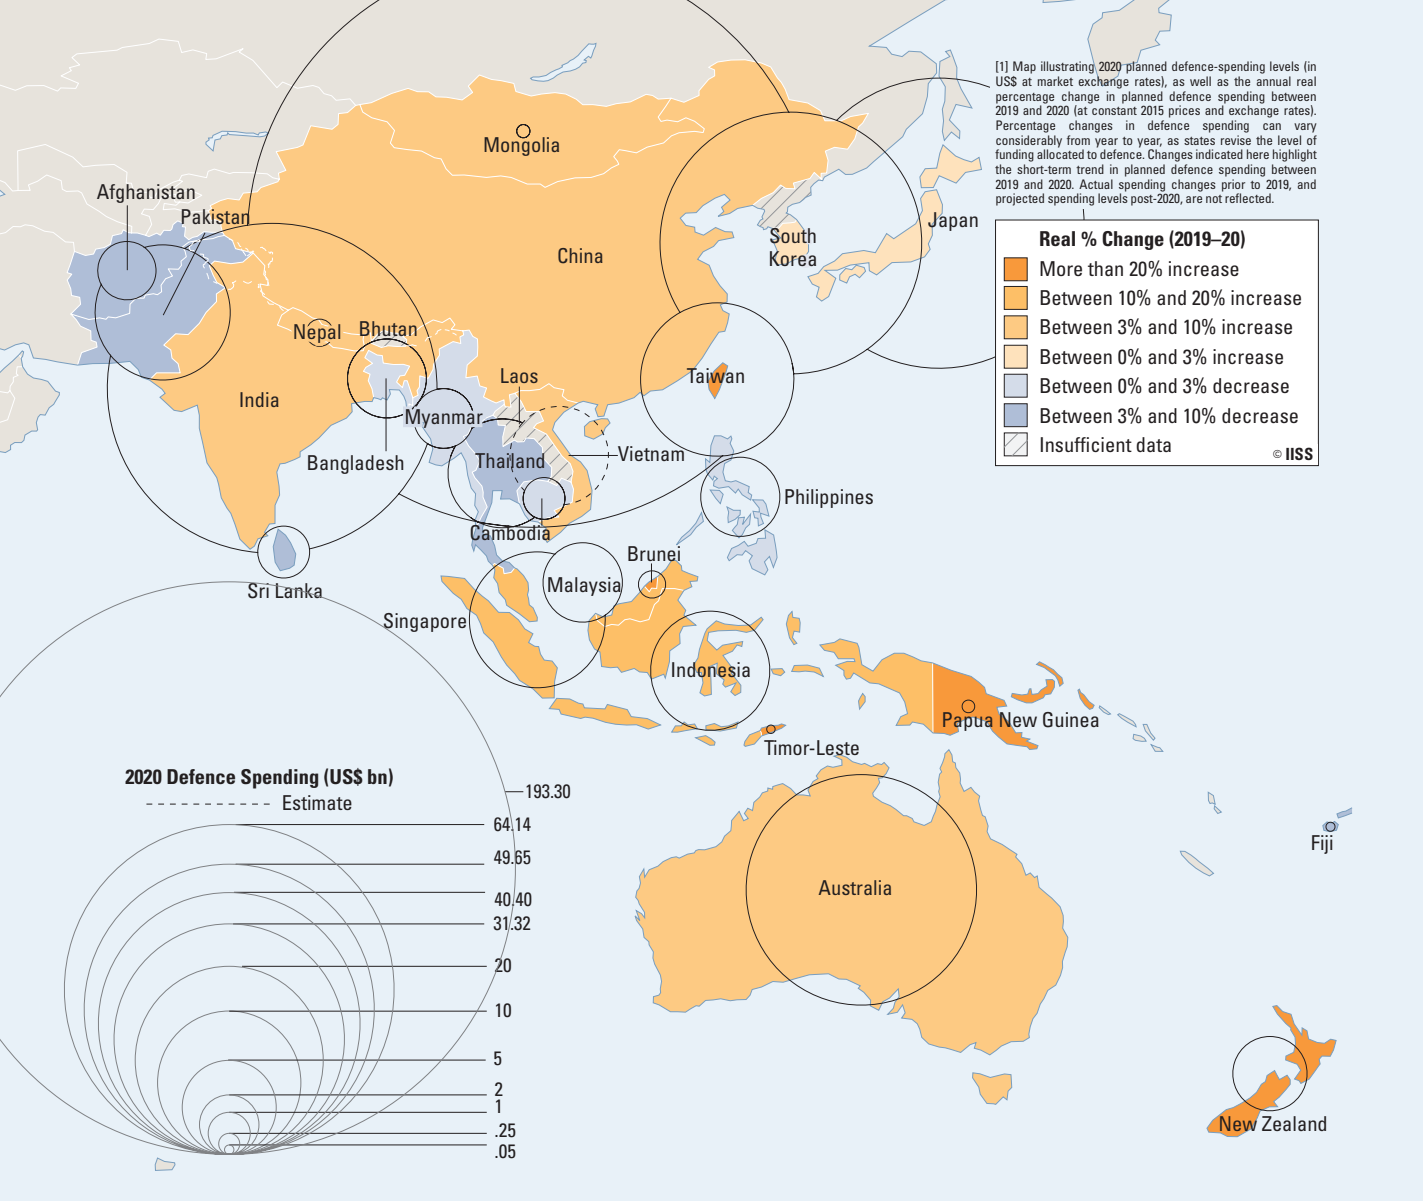 [1] Map illustrating 2020 planned defence-spending levels (in
US$ at market exchange rates), as well as the annual real
percentage change in planned defence spending between
2019 and 2020 (at constant 2015 prices and exchange rates).
Percentage changes in defence spending can vary
considerably from year to year, as states revise the level of
funding allocated to defence. Changes indicated here highlight
the short-term trend in planned defence spending between
2019 and 2020. Actual spending changes prior to 2019, and
projected spending levels post-2020, are not reflected.
Real % Change (2019–20)
More than 20% increase
Between 10% and 20% increase
Between 3% and 10% increase
Between 0% and 3% increase
Between 0% and 3% decrease
Between 3% and 10% decrease
Insufficient data
© IISS
Mongolia
Afghanistan
Pakistan
Japan
South
Korea
China
Nepal
Bhutan
Laos
Taiwan
India
Myanmar
Vietnam
Bangladesh
Thailand
Philippines
Cambodia
Brunei
Malaysia
Sri Lanka
Singapore
Indonesia
Papua New Guinea
Timor-Leste
Fiji
Australia
New Zealand
2020 Defence Spending (US$ bn)
Estimate
193.30
64.14
49.65
40.40
31.32
20
10
5
2
1
.25
.05